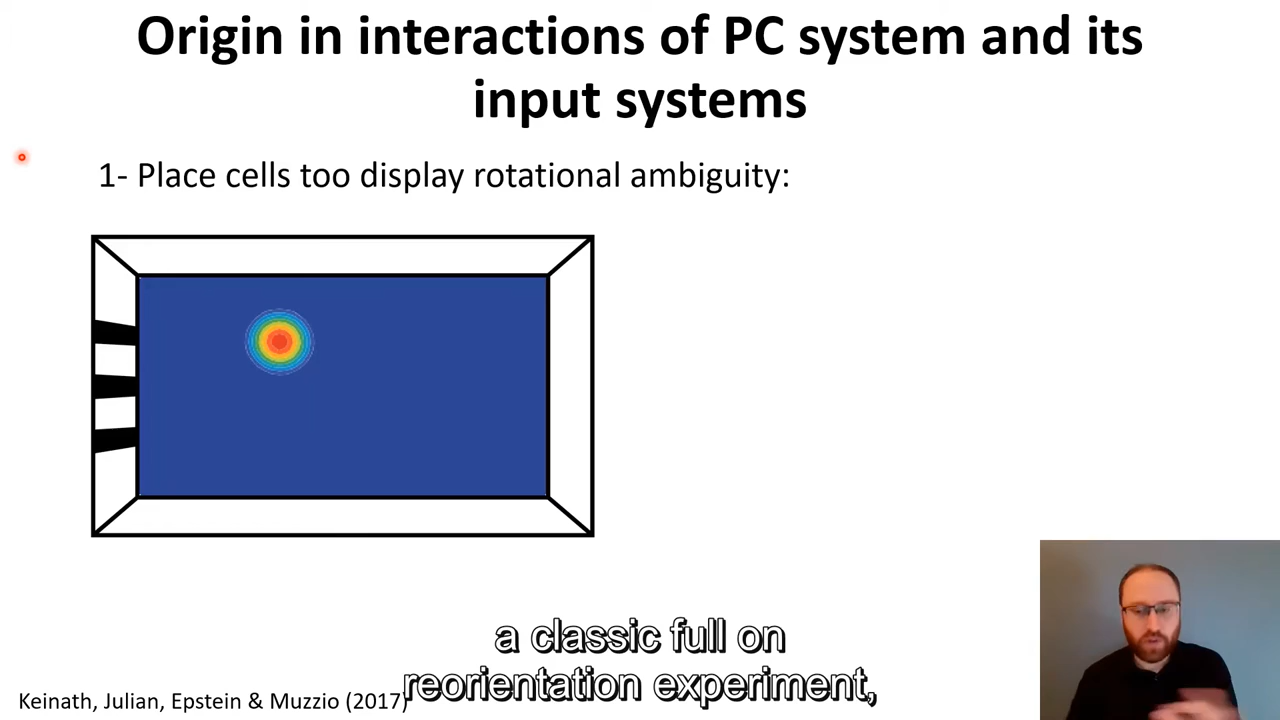 Origin in interactions of PC system and its
input systems
1- Place cells too display rotational ambiguity:
a classic full on
reorientation experiment,
Keinath, Julian, Epstein & Muzzio (2017)